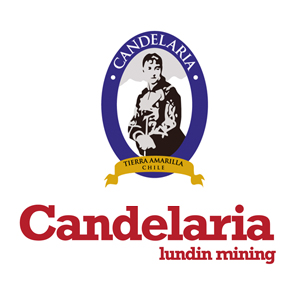 • CANDELARIA •
TIERRA AMARILLA
CHILE
Candelaria
lundin mining